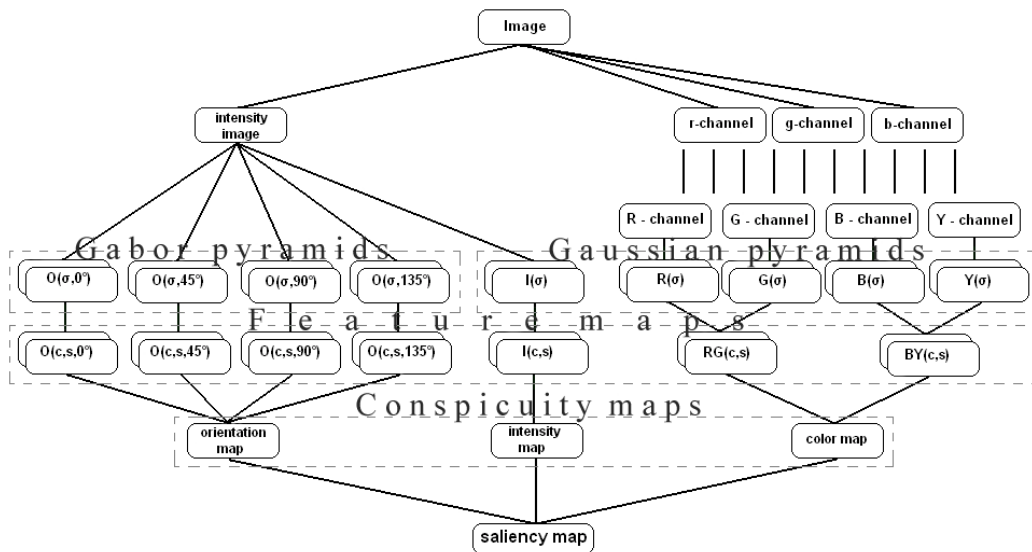 Image
intensity
image
r-channel g-channel b-channel
R - channel G - channel B - channel Y - channel
Gabor pyramids Gaussian pyramids
O(σ,0°) O(σ,45°) O(σ,90°) O(σ,135°) I(σ) R(σ) G(σ) B(σ) Y(σ)
Feature maps
O(c,s,0°) O(c,s,45°) O(c,s,90°) O(c,s,135°) I(c,s) RG(c,s) BY(c,s)
Conspicuity maps
orientation
map
intensity
map
color map
saliency map